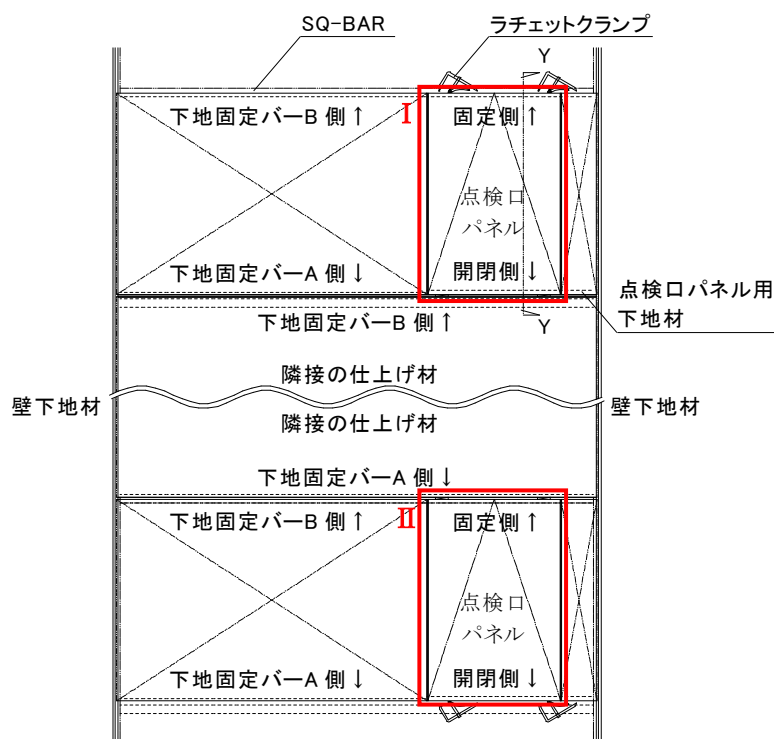 SQ-BAR
ラチェットクランプ
Y
下地固定バーB 側↑
I
固定側↑
点検口
パネル
下地固定バーA 側↓
開閉側↓
点検口パネル用
下地材
下地固定バーB 側↑
Y
隣接の仕上げ材
壁下地材
壁下地材
隣接の仕上げ材
下地固定バーA 側↓
下地固定バーB 側↑
II
固定側↑
点検口
パネル
下地固定バーA 側↓
開閉側↓